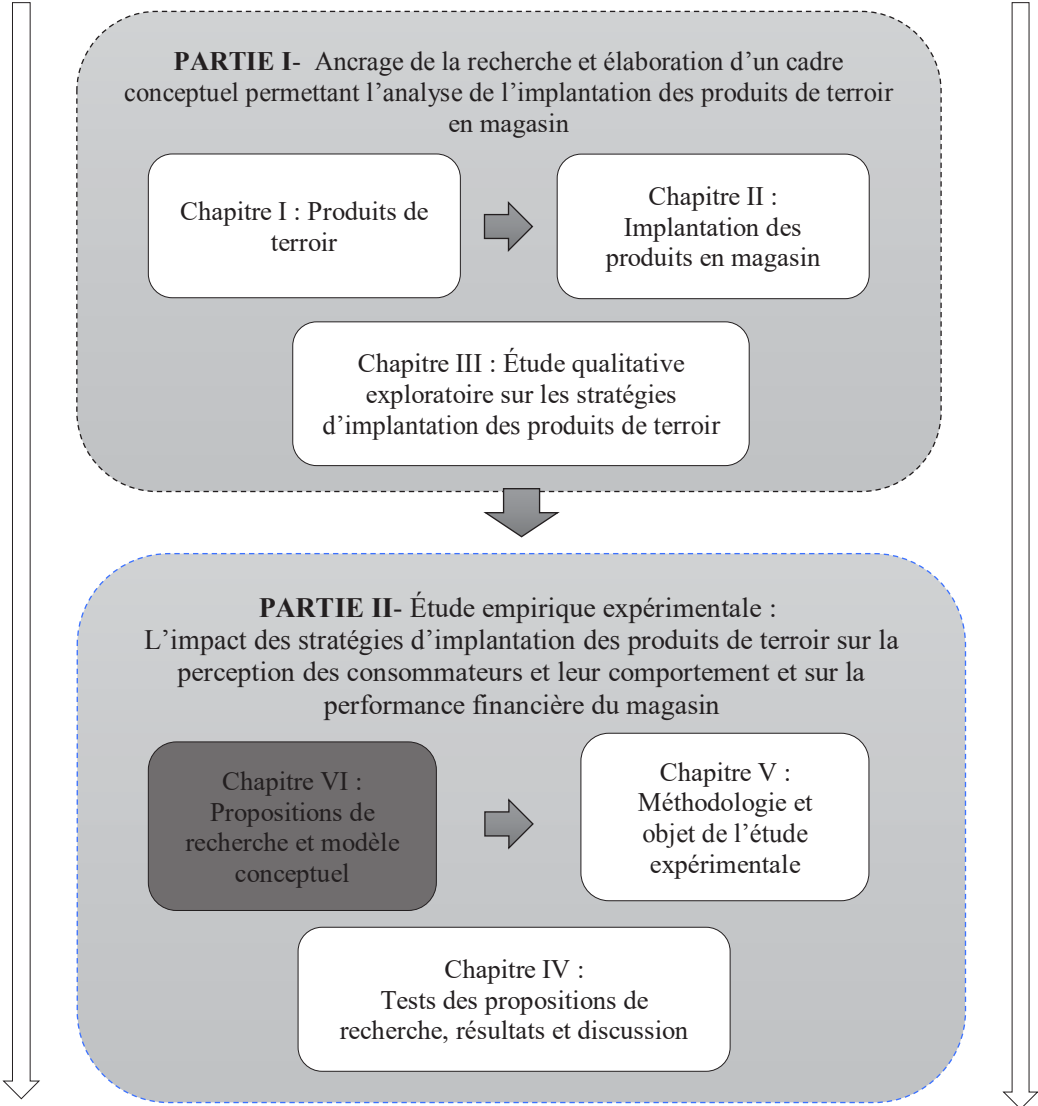 PARTIE I- Ancrage de la recherche et élaboration d’un cadre
conceptuel permettant l’analyse de l’implantation des produits de terroir
en magasin
Chapitre I : Produits de
terroir
Chapitre II :
Implantation des
produits en magasin
Chapitre III : Étude qualitative
exploratoire sur les stratégies
d’implantation des produits de terroir
PARTIE II- Étude empirique expérimentale :
L’impact des stratégies d’implantation des produits de terroir sur la
perception des consommateurs et leur comportement et sur la
performance financière du magasin
Chapitre VI :
Propositions de
recherche et modèle
conceptuel
Chapitre V :
Méthodologie et
objet de l’étude
expérimentale
Chapitre IV :
Tests des propositions de
recherche, résultats et discussion